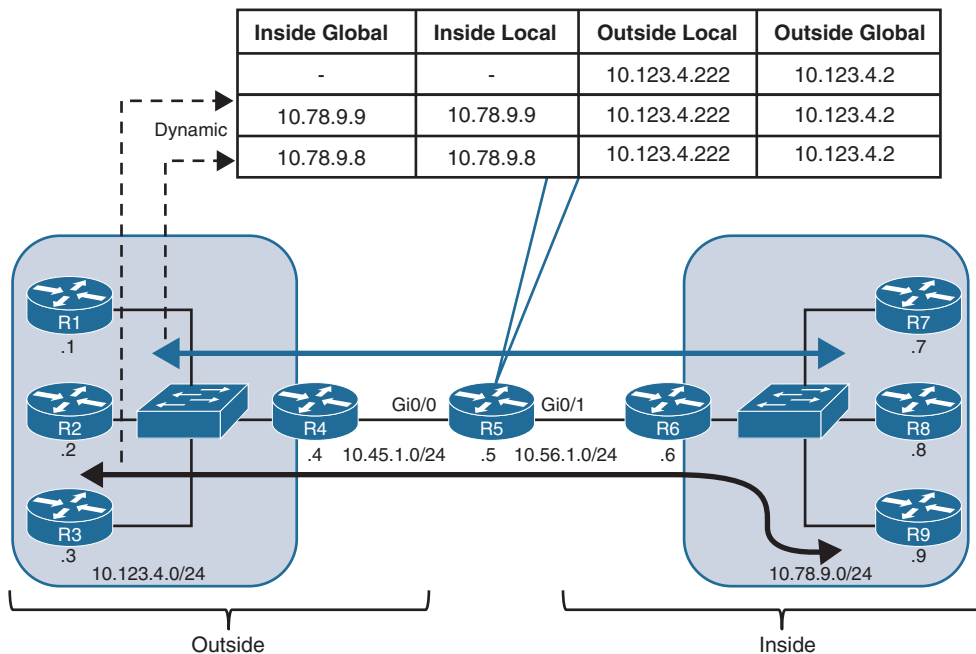 Inside Global Inside Local Outside Local Outside Global
- - 10.123.4.222 10.123.4.2
10.78.9.9 10.78.9.9 10.123.4.222 10.123.4.2
10.78.9.8 10.78.9.8 10.123.4.222 10.123.4.2
Dynamic
R1
.1
R2
.2
R3
.3
10.123.4.0/24
R4
.4
Gi0/0
10.45.1.0/24
R5
.5
Gi0/1
10.56.1.0/24
R6
.6
R7
.7
R8
.8
R9
.9
10.78.9.0/24
Outside
Inside